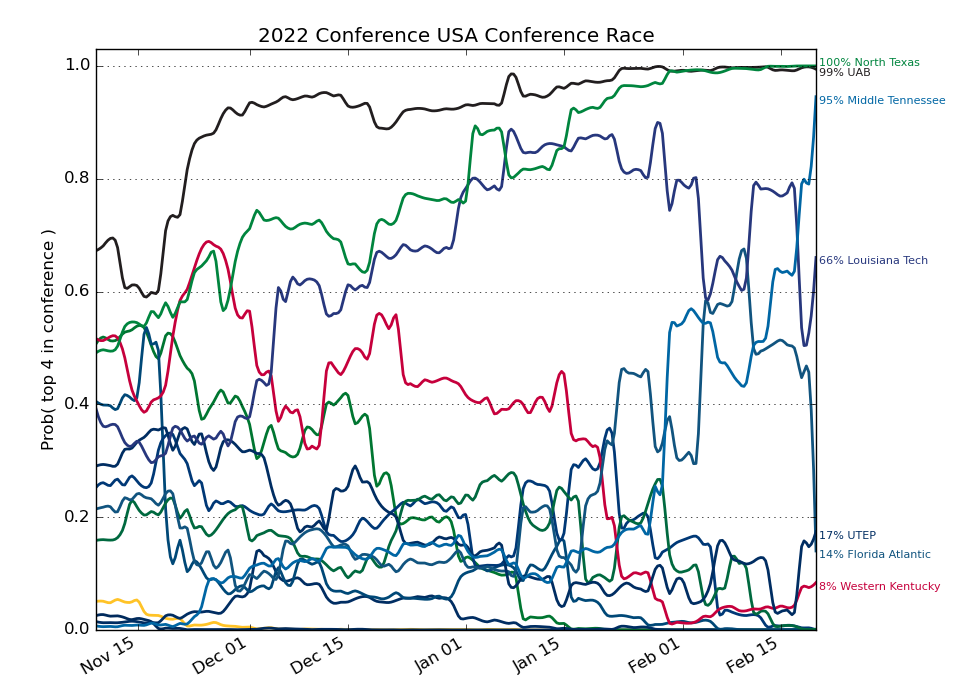 2022 Conference USA Conference Race
Prob( top 4 in conference )
1.0
0.8
0.6
0.4
0.2
0.0
Nov 15
Dec 01
Dec 15
Jan 01
Jan 15
Feb 01
Feb 15
100% North Texas
99% UAB
95% Middle Tennessee
66% Louisiana Tech
17% UTEP
14% Florida Atlantic
8% Western Kentucky